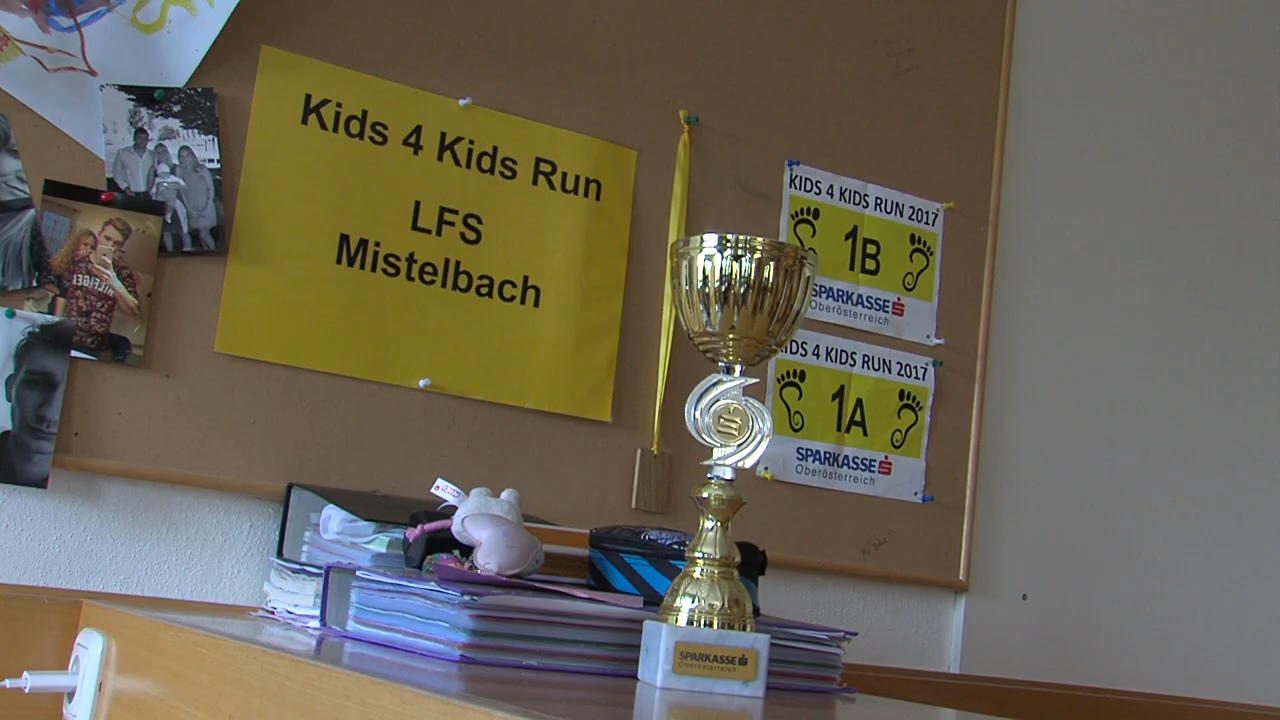 Kids 4 Kids Run
LFS
Mistelbach
KIDS 4 KIDS RUN 2017
1B
SPARKASSE
Oberösterreich
KIDS 4 KIDS RUN 2017
1A
SPARKASSE
Oberösterreich
SPARKASSE
Oberösterreich